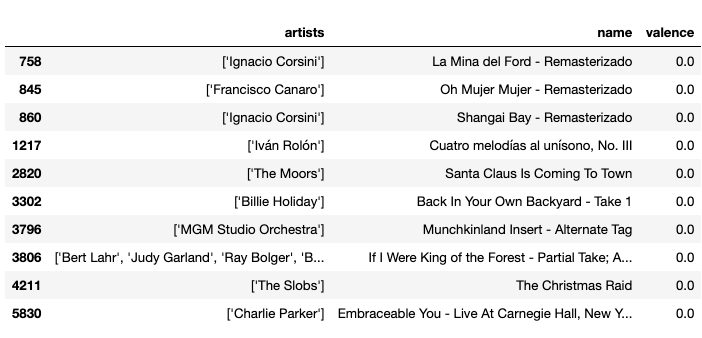 artists name valence
758 ['Ignacio Corsini'] La Mina del Ford - Remasterizado 0.0
845 ['Francisco Canaro'] Oh Mujer Mujer - Remasterizado 0.0
860 ['Ignacio Corsini'] Shangai Bay - Remasterizado 0.0
1217 ['Iván Rolón'] Cuatro melodías al unísono, No. III 0.0
2820 ['The Moors'] Santa Claus Is Coming To Town 0.0
3302 ['Billie Holiday'] Back In Your Own Backyard - Take 1 0.0
3796 ['MGM Studio Orchestra'] Munchkinland Insert - Alternate Tag 0.0
3806 ['Bert Lahr', 'Judy Garland', 'Ray Bolger', 'B... If I Were King of the Forest - Partial Take; A... 0.0
4211 ['The Slobs'] The Christmas Raid 0.0
5830 ['Charlie Parker'] Embraceable You - Live At Carnegie Hall, New Y... 0.0